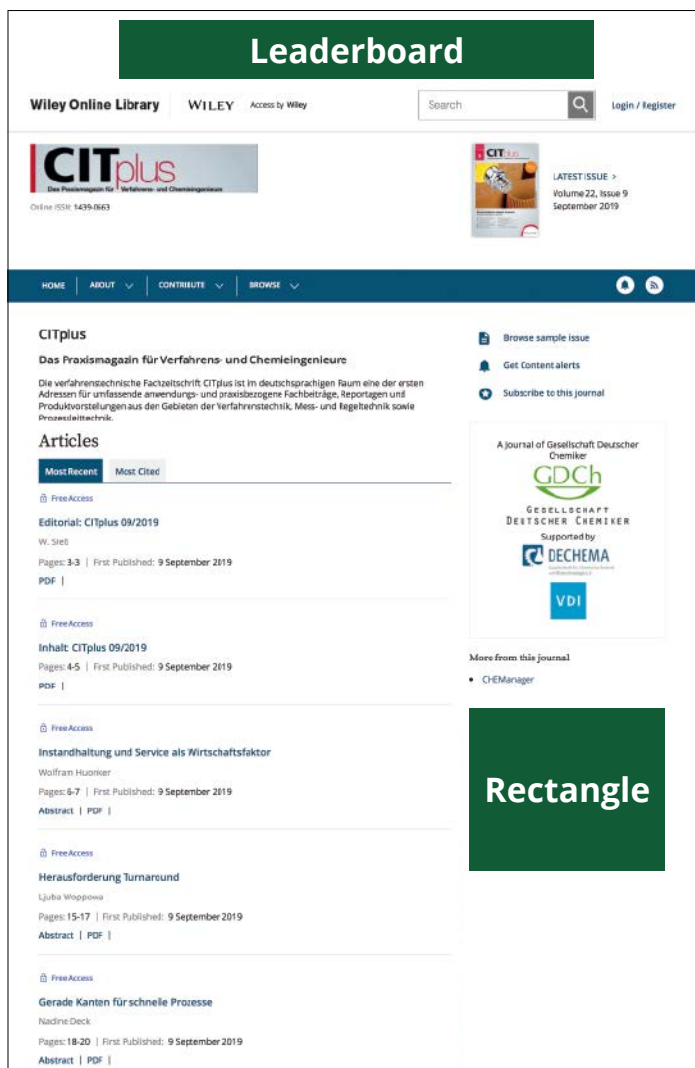 Leaderboard
Wiley Online Library WILEY Access by Wiley Search Login / Register
CITplus
Das Praxismagazin für Verfahrens- und Chemieingenieure
Online ISSN: 1439-0663
CITplus
LATEST ISSUE >
Volume 22, Issue 9
September 2019
HOME ABOUT CONTRIBUTE BROWSE
CITplus
Das Praxismagazin für Verfahrens- und Chemieingenieure
Die verfahrenstechnische Fachzeitschrift CITplus ist im deutschsprachigen Raum eine der ersten
Adressen für umfassende anwendungs- und praxisbezogene Fachbeiträge, Reportagen und
Produktvorstellungen aus den Gebieten der Verfahrenstechnik, Mess- und Regeltechnik sowie
Prozessleittechnik.
Browse sample issue
Get Content alerts
Subscribe to this journal
Articles
Most Recent Most Cited
Free Access
Editorial: CITplus 09/2019
W. Sieß
Pages: 3-3 | First Published: 9 September 2019
PDF |
Free Access
Inhalt: CITplus 09/2019
Pages: 4-5 | First Published: 9 September 2019
PDF |
Free Access
Instandhaltung und Service als Wirtschaftsfaktor
Wolfram Huonker
Pages: 6-7 | First Published: 9 September 2019
Abstract | PDF |
Free Access
Herausforderung Turnaround
Ljuba Woppowa
Pages: 15-17 | First Published: 9 September 2019
Abstract | PDF |
Free Access
Gerade Kanten für schnelle Prozesse
Nadine Deck
Pages: 18-20 | First Published: 9 September 2019
Abstract | PDF |
A Journal of Gesellschaft Deutscher
Chemiker
GDCh
GESELLSCHAFT
DEUTSCHER CHEMIKER
Supported by
DECHEMA
VDI
More from this journal
• CHEManager
Rectangle